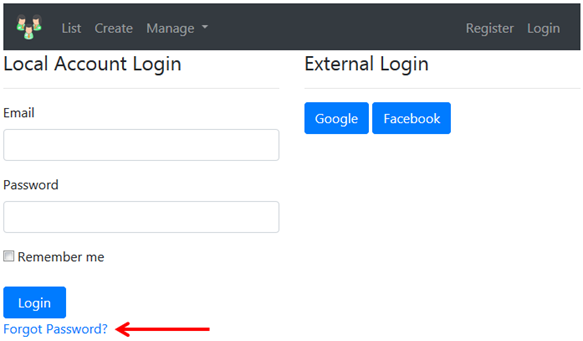 List Create Manage Register Login
Local Account Login
External Login
Email
Google Facebook
Password
Remember me
Login
Forgot Password?